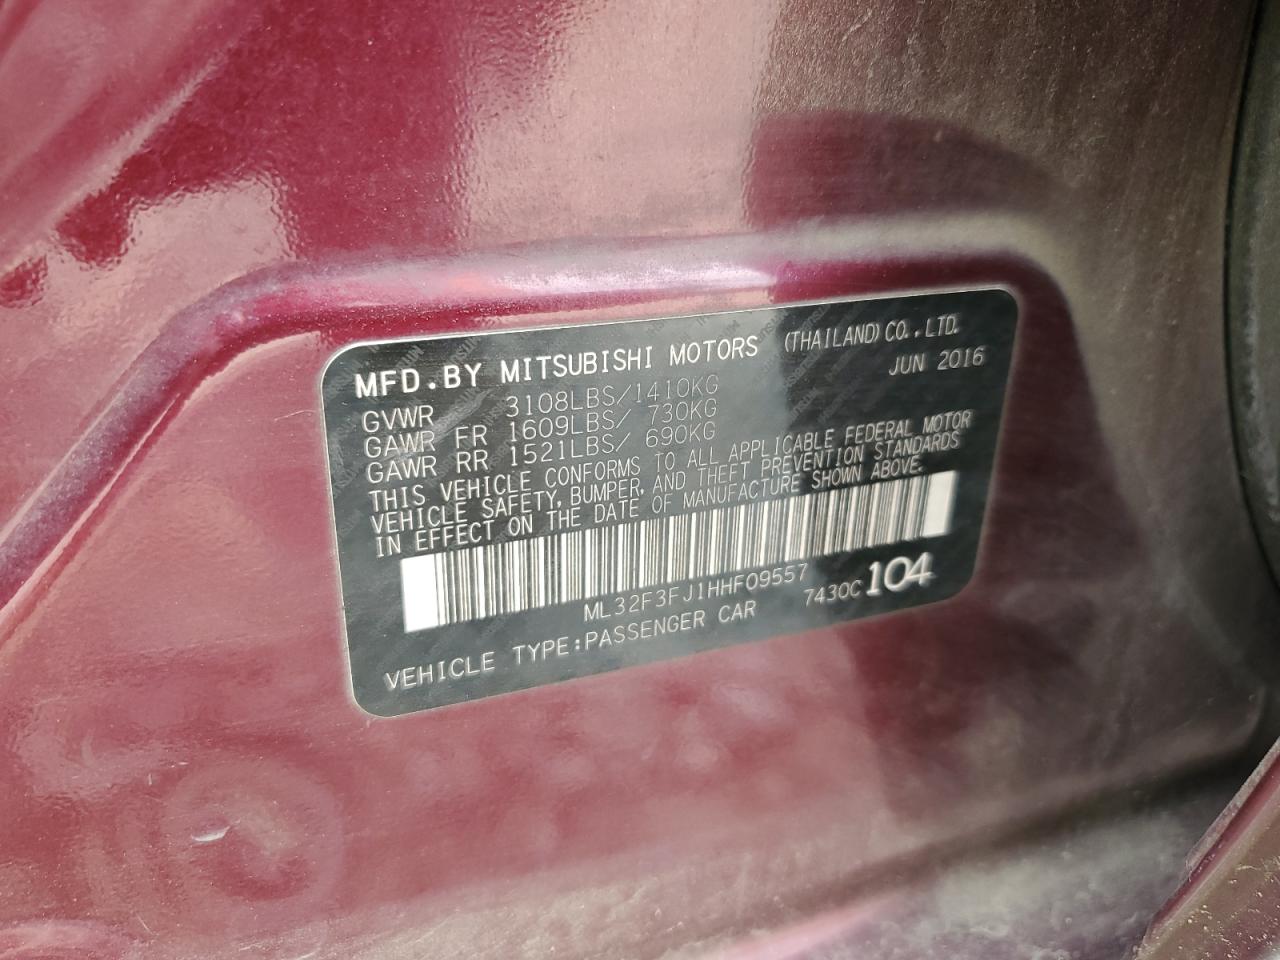 MFD.BY MITSUBISHI MOTORS (THAILAND) CO.,LTD.
JUN 2016
GVWR 3108LBS/1410KG
GAWR FR 1609LBS/ 730KG
GAWR RR 1521LBS/ 690KG
THIS VEHICLE CONFORMS TO ALL APPLICABLE FEDERAL MOTOR
VEHICLE SAFETY, BUMPER, AND THEFT PREVENTION STANDARDS
IN EFFECT ON THE DATE OF MANUFACTURE SHOWN ABOVE.
ML32F3FJ1HHF09557
VEHICLE TYPE:PASSENGER CAR 7430C 104